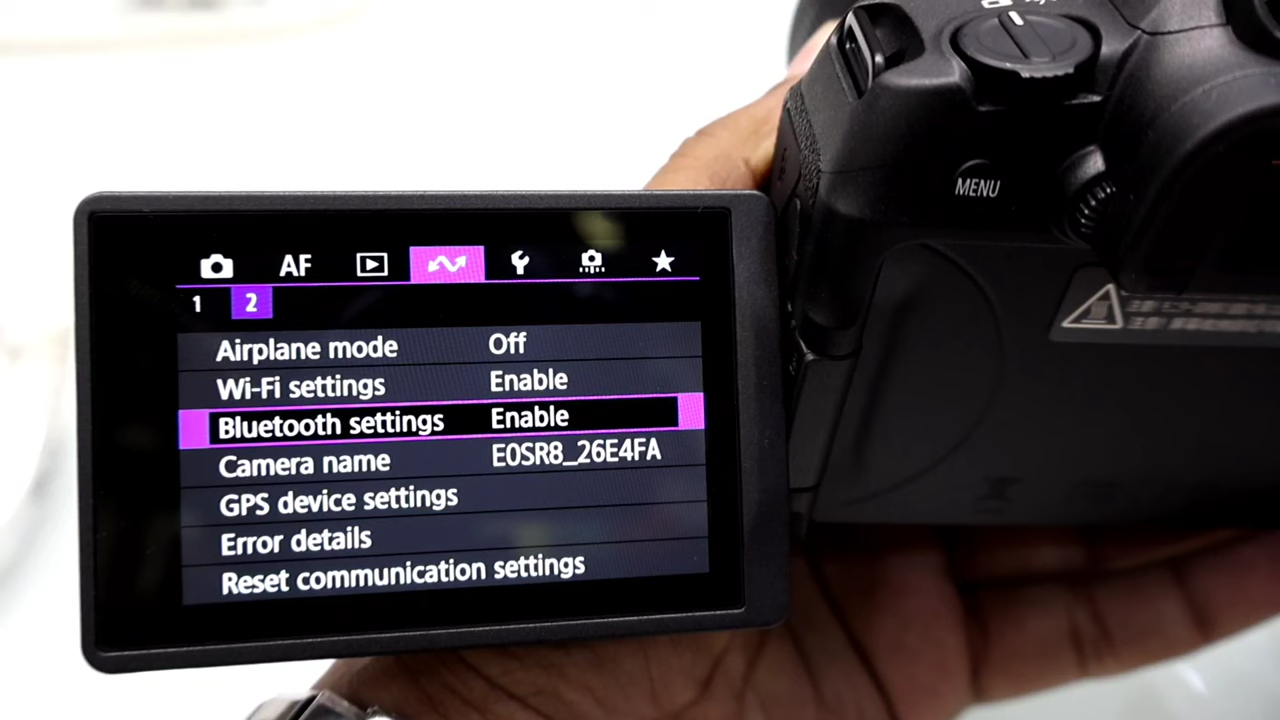 MENU
AF
1 2
Airplane mode Off
Wi-Fi settings Enable
Bluetooth settings Enable
Camera name E0SR8_26E4FA
GPS device settings
Error details
Reset communication settings